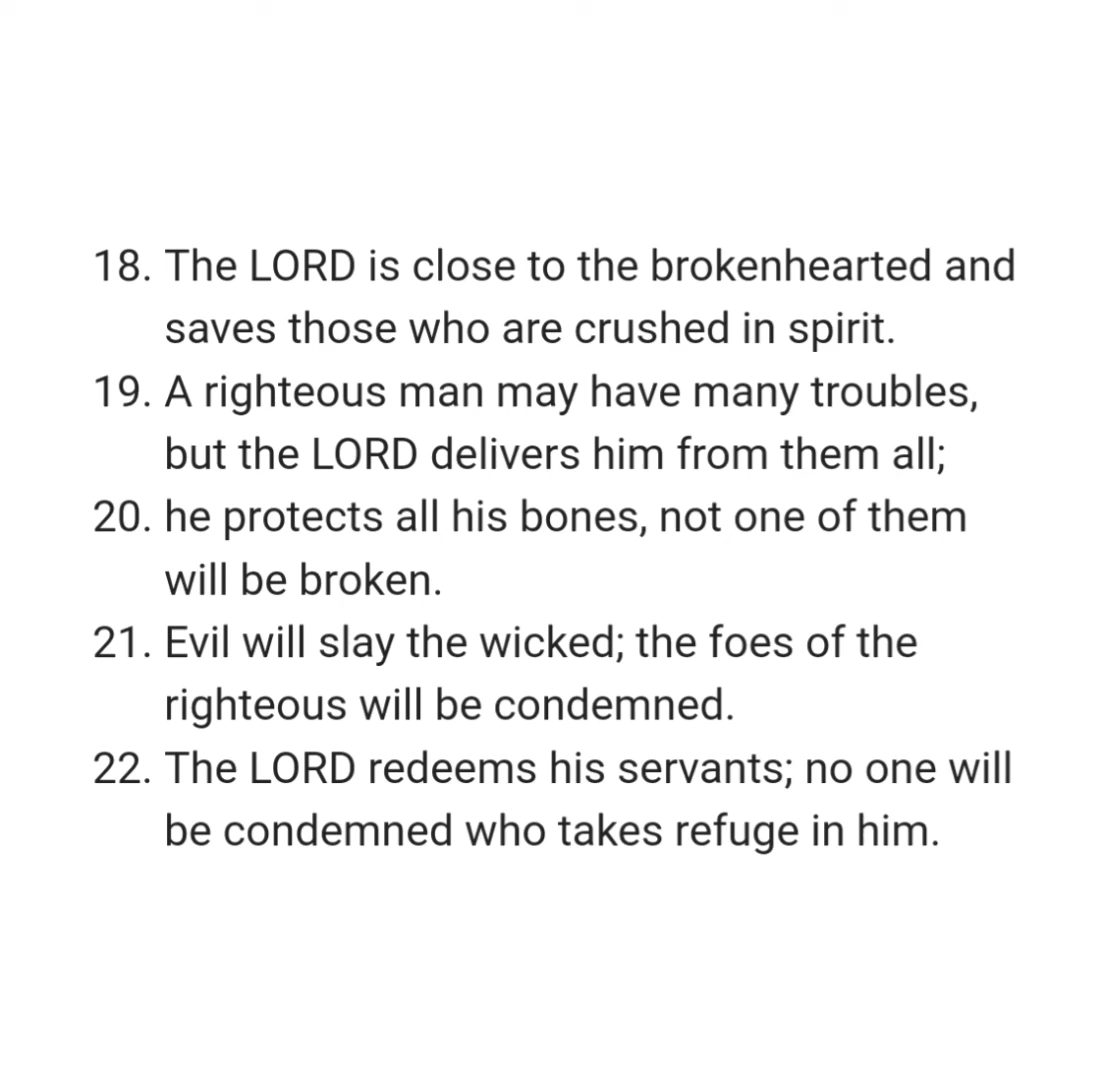 18. The LORD is close to the brokenhearted and
saves those who are crushed in spirit.
19. A righteous man may have many troubles,
but the LORD delivers him from them all;
20. he protects all his bones, not one of them
will be broken.
21. Evil will slay the wicked; the foes of the
righteous will be condemned.
22. The LORD redeems his servants; no one will
be condemned who takes refuge in him.